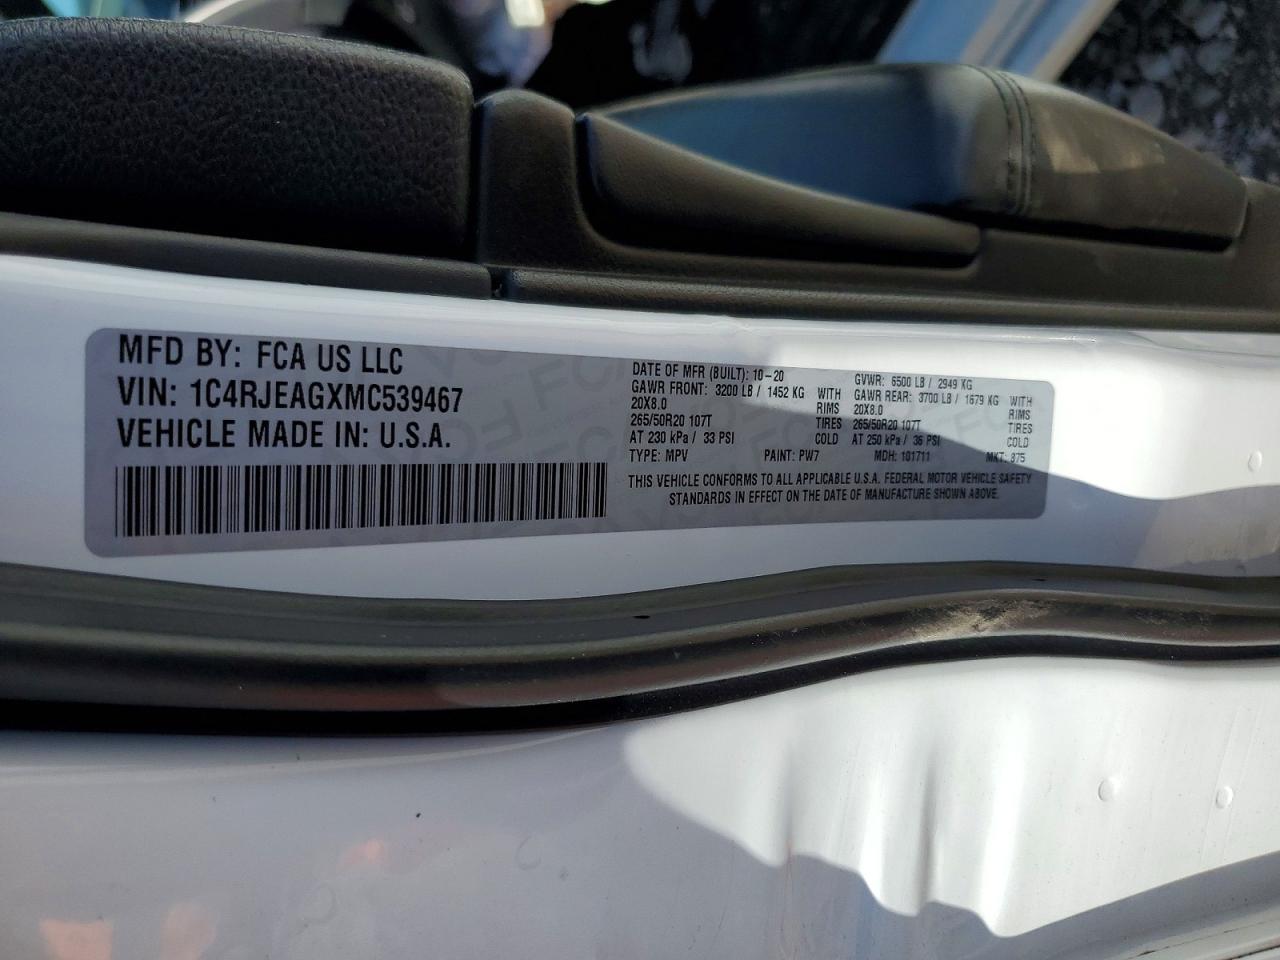 MFD BY: FCA US LLC
VIN: 1C4RJEAGXMC539467
VEHICLE MADE IN: U.S.A.
DATE OF MFR (BUILT): 10-20 GVWR: 6500 LB / 2949 KG
GAWR FRONT: 3200 LB / 1452 KG WITH GAWR REAR: 3700 LB / 1679 KG WITH
20X8.0 RIMS 20X8.0 RIMS
265/50R20 107T TIRES 265/50R20 107T TIRES
AT 230 kPa / 33 PSI COLD AT 250 kPa / 36 PSI COLD
TYPE: MPV PAINT: PW7 MDH: 101711 MKT: 875
THIS VEHICLE CONFORMS TO ALL APPLICABLE U.S.A. FEDERAL MOTOR VEHICLE SAFETY
STANDARDS IN EFFECT ON THE DATE OF MANUFACTURE SHOWN ABOVE.